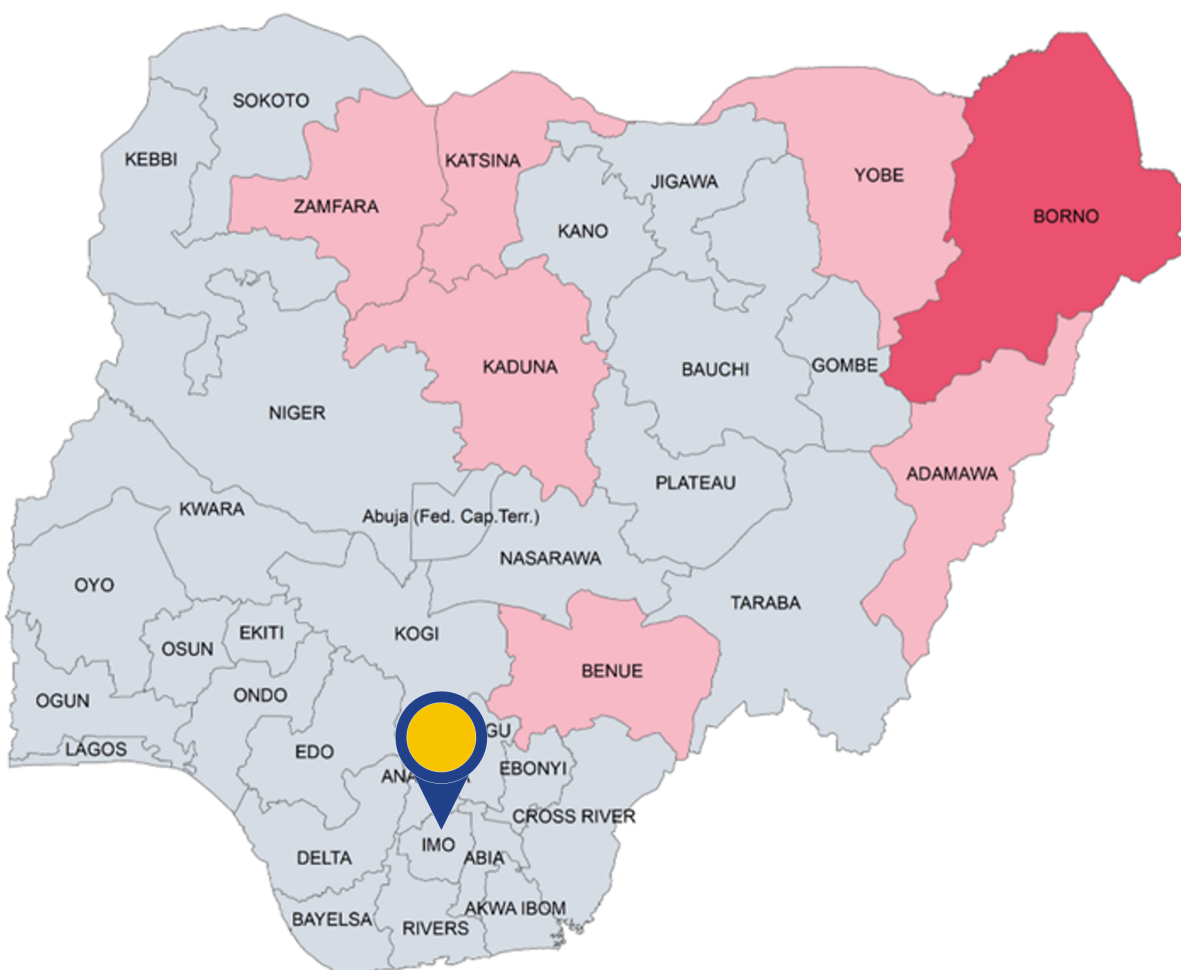 SOKOTO
KEBBI
KATSINA
ZAMFARA
JIGAWA
YOBE
KANO
BORNO
KADUNA
BAUCHI
GOMBE
NIGER
ADAMAWA
PLATEAU
KWARA
Abuja (Fed. Cap.Terr.)
NASARAWA
OYO
TARABA
EKITI
KOGI
OSUN
BENUE
OGUN
ONDO
LAGOS
EDO
EBONYI
CROSS RIVER
IMO
DELTA
ABIA
AKWA IBOM
BAYELSA
RIVERS